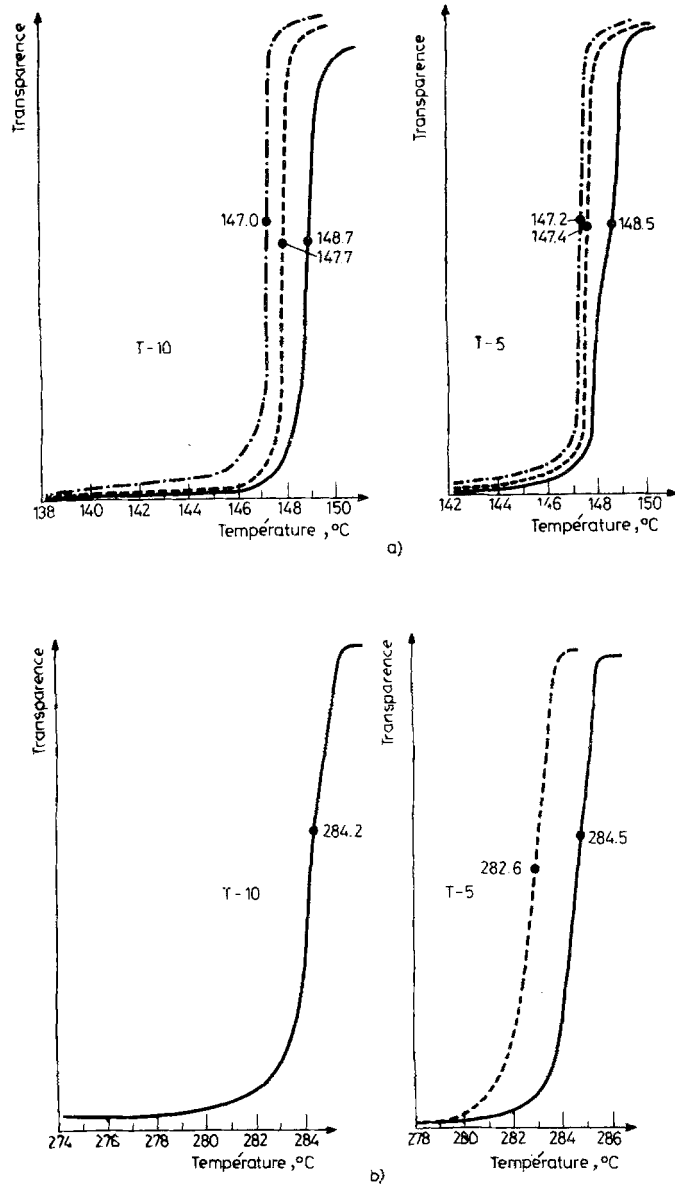 Transparence
147.0
148.7
147.7
T-10
138 140 142 144 146 148 150
Température, °C
Transparence
147.2
147.4
148.5
T-5
142 144 146 148 150
Température, °C
a)
Transparence
284.2
T-10
274 276 278 280 282 284
Température, °C
Transparence
282.6
284.5
T-5
278 280 282 284 286
Température, °C
b)